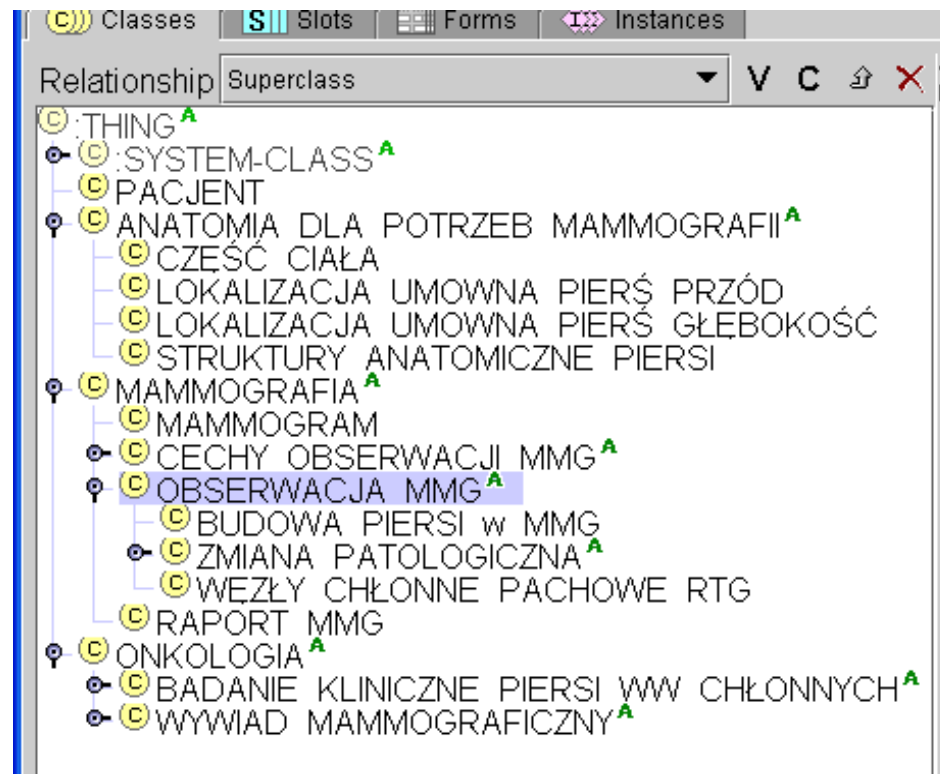 C Classes S Slots Forms I Instances
Relationship Superclass V C
C :THING A
C :SYSTEM-CLASS A
C PACJENT
C ANATOMIA DLA POTRZEB MAMMOGRAFII A
C CZĘŚĆ CIAŁA
C LOKALIZACJA UMOWNA PIERŚ PRZÓD
C LOKALIZACJA UMOWNA PIERŚ GŁĘBOKOŚĆ
C STRUKTURY ANATOMICZNE PIERSI
C MAMMOGRAFIA A
C MAMMOGRAM
C CECHY OBSERWACJI MMG A
C OBSERWACJA MMG A
C BUDOWA PIERSI w MMG
C ZMIANA PATOLOGICZNA A
C WĘZŁY CHŁONNE PACHOWE RTG
C RAPORT MMG
C ONKOLOGIA A
C BADANIE KLINICZNE PIERSI WW CHŁONNYCH A
C WYWIAD MAMMOGRAFICZNY A